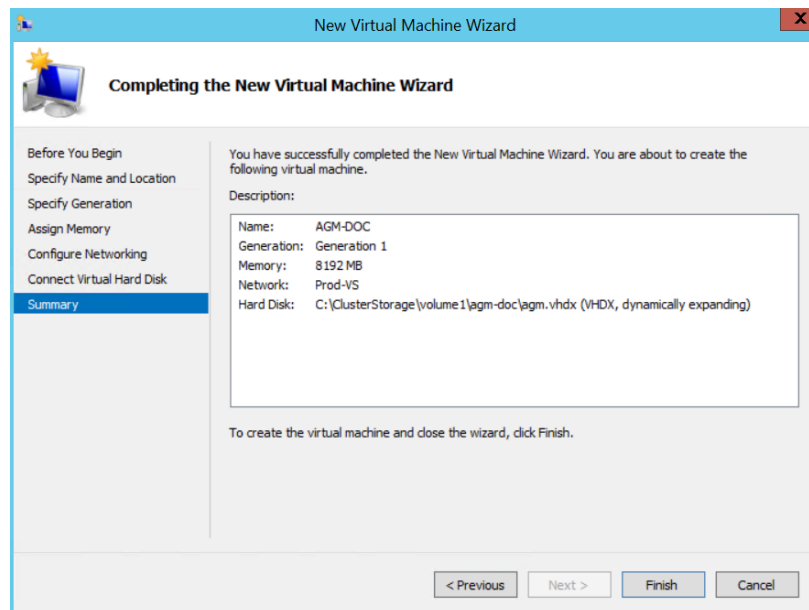 New Virtual Machine Wizard
X
Completing the New Virtual Machine Wizard
Before You Begin
Specify Name and Location
Specify Generation
Assign Memory
Configure Networking
Connect Virtual Hard Disk
Summary
You have successfully completed the New Virtual Machine Wizard. You are about to create the
following virtual machine.
Description:
Name: AGM-DOC
Generation: Generation 1
Memory: 8192 MB
Network: Prod-VS
Hard Disk: C:\ClusterStorage\volume1\agm-doc\agm.vhdx (VHDX, dynamically expanding)
To create the virtual machine and close the wizard, click Finish.
< Previous Next > Finish Cancel